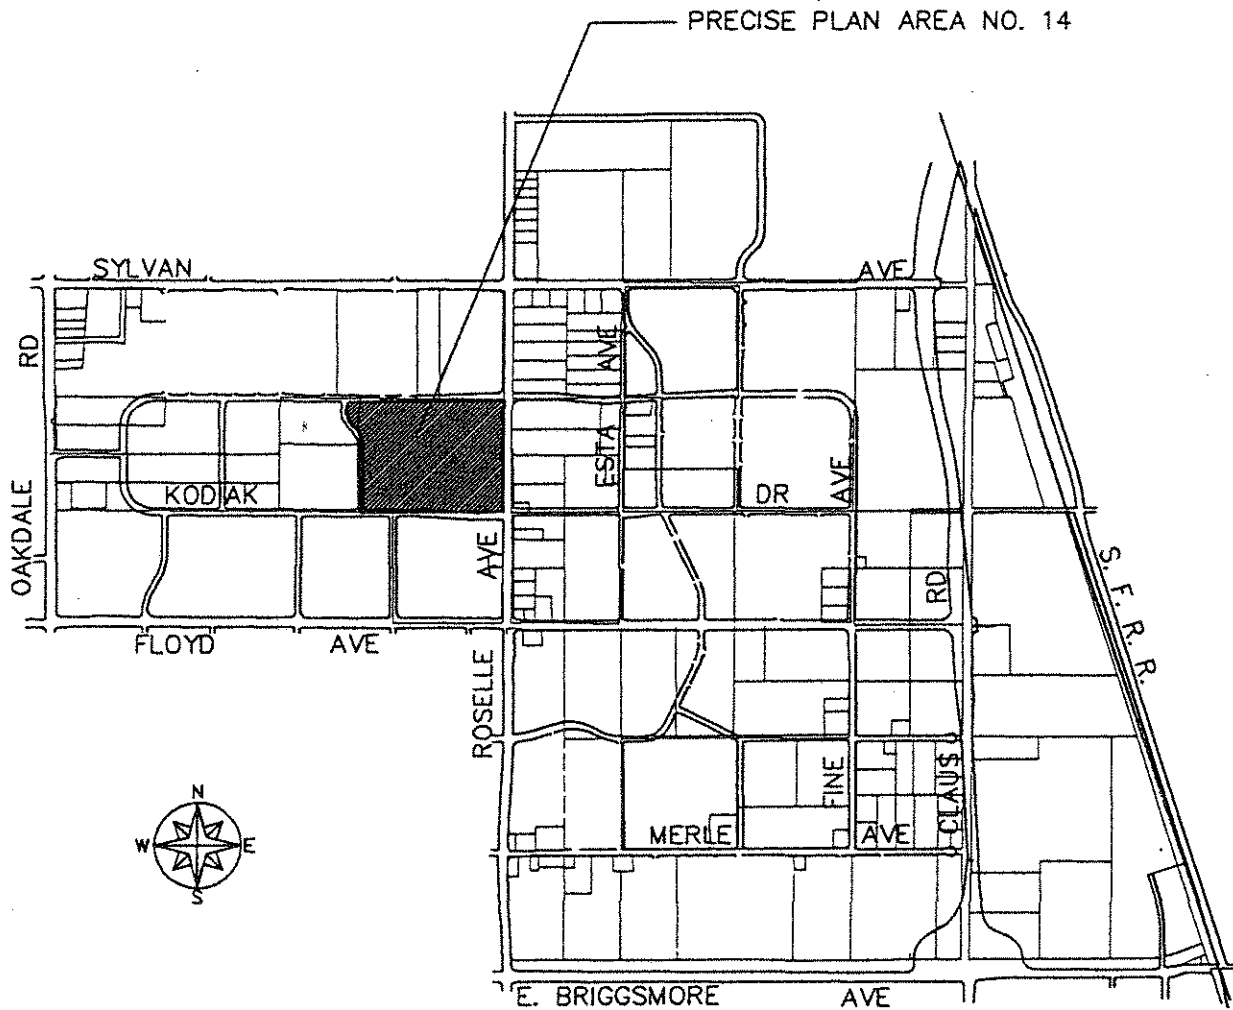 PRECISE PLAN AREA NO. 14
SYLVAN AVE
OAKDALE RD
ESTA AVE
KODIAK DR
FINE AVE
ROSELLE AVE
CLAUS RD
S. F. R. R.
FLOYD AVE
MERLE AVE
E. BRIGGSMORE AVE
N
W E
S